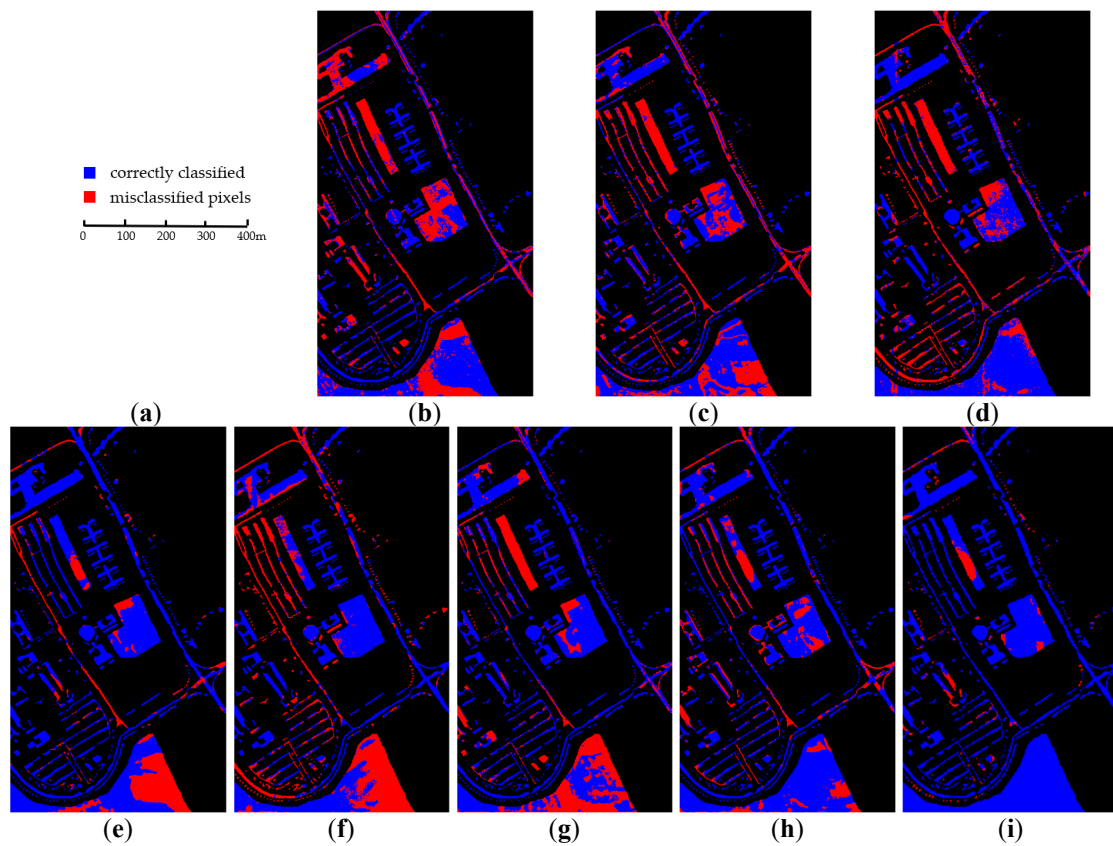 correctly classified
misclassified pixels
0 100 200 300 400m
(a) (b) (c) (d)
(e) (f) (g) (h) (i)